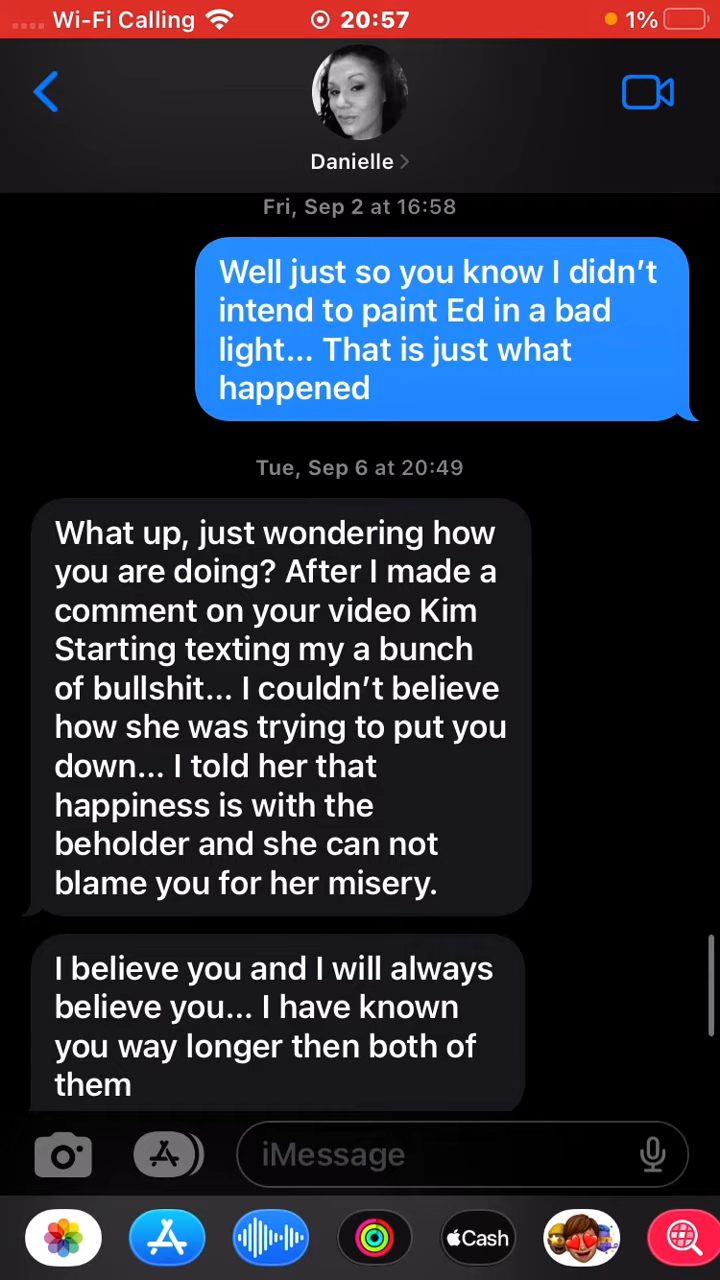 Wi-Fi Calling 20:57 1%
Danielle
Fri, Sep 2 at 16:58
Well just so you know I didn’t
intend to paint Ed in a bad
light... That is just what
happened
Tue, Sep 6 at 20:49
What up, just wondering how
you are doing? After I made a
comment on your video Kim
Starting texting my a bunch
of bullshit... I couldn’t believe
how she was trying to put you
down... I told her that
happiness is with the
beholder and she can not
blame you for her misery.
I believe you and I will always
believe you... I have known
you way longer then both of
them
iMessage
Cash